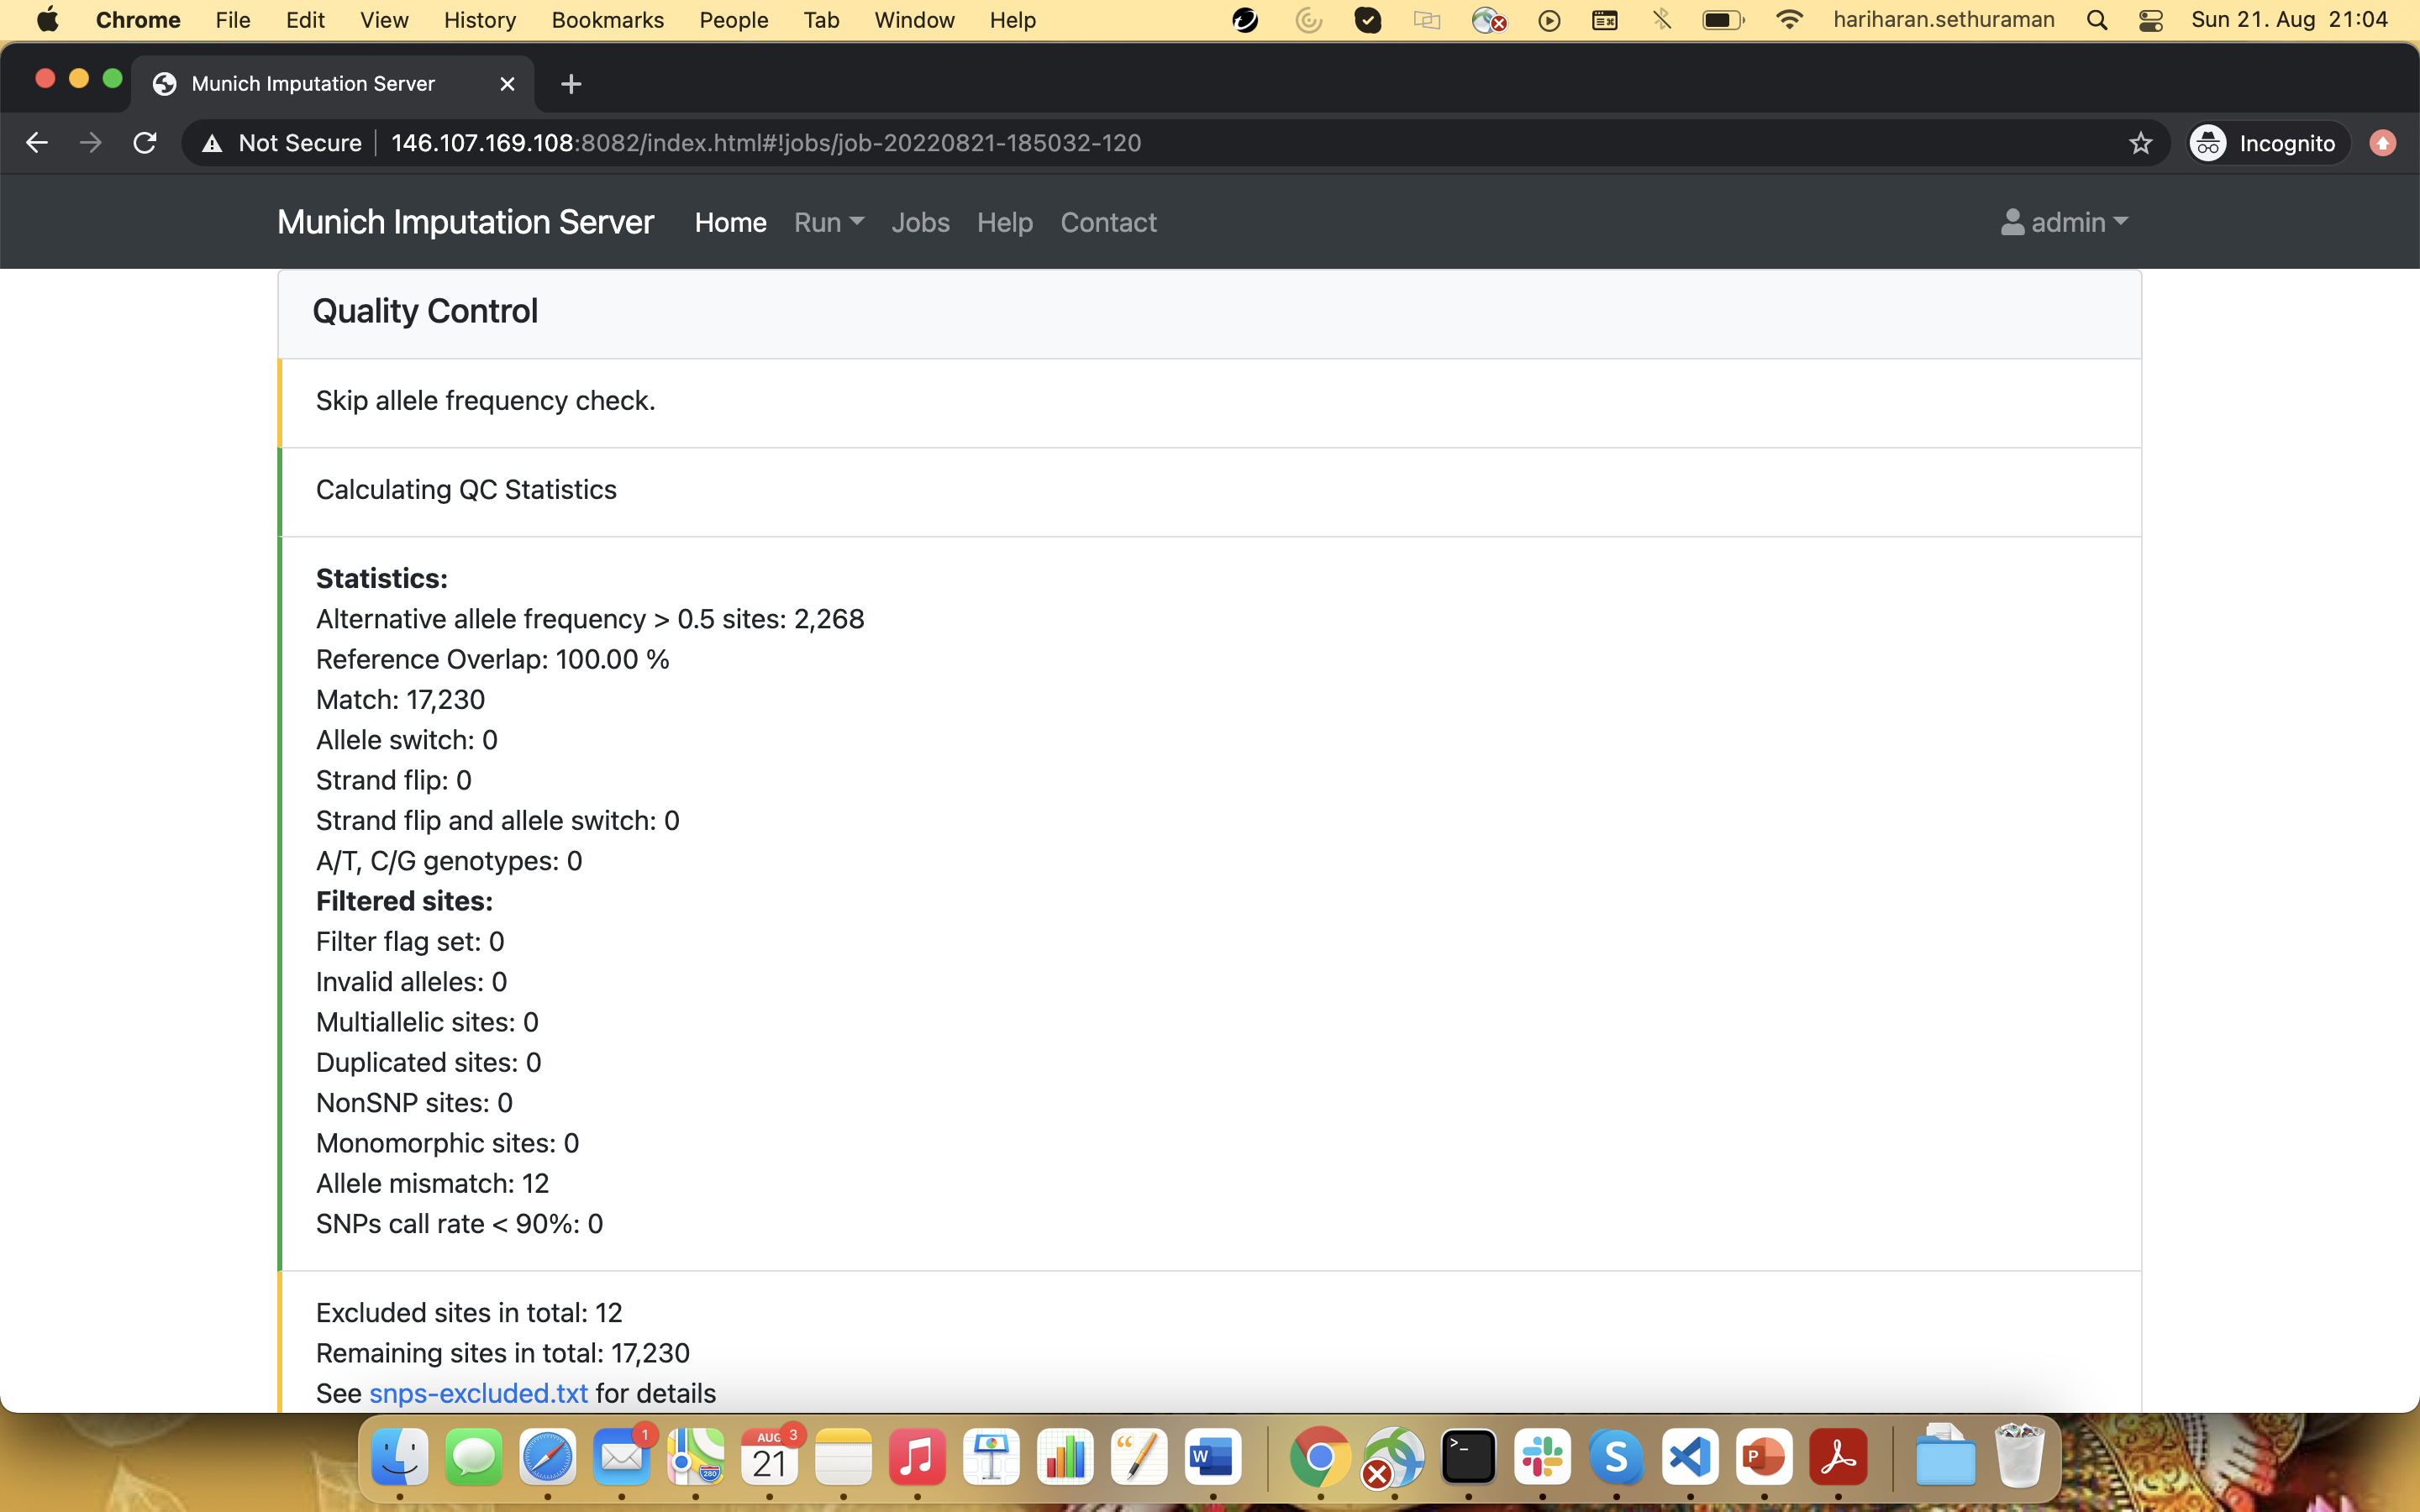 Chrome File Edit View History Bookmarks People Tab Window Help hariharan.sethuraman Sun 21. Aug 21:04
Munich Imputation Server
Not Secure 146.107.169.108:8082/index.html#!jobs/job-20220821-185032-120 Incognito
Munich Imputation Server Home Run Jobs Help Contact admin
Quality Control
Skip allele frequency check.
Calculating QC Statistics
Statistics:
Alternative allele frequency > 0.5 sites: 2,268
Reference Overlap: 100.00 %
Match: 17,230
Allele switch: 0
Strand flip: 0
Strand flip and allele switch: 0
A/T, C/G genotypes: 0
Filtered sites:
Filter flag set: 0
Invalid alleles: 0
Multiallelic sites: 0
Duplicated sites: 0
NonSNP sites: 0
Monomorphic sites: 0
Allele mismatch: 12
SNPs call rate < 90%: 0
Excluded sites in total: 12
Remaining sites in total: 17,230
See snps-excluded.txt for details
1
280
AUG 3
21
W
>_
S
P